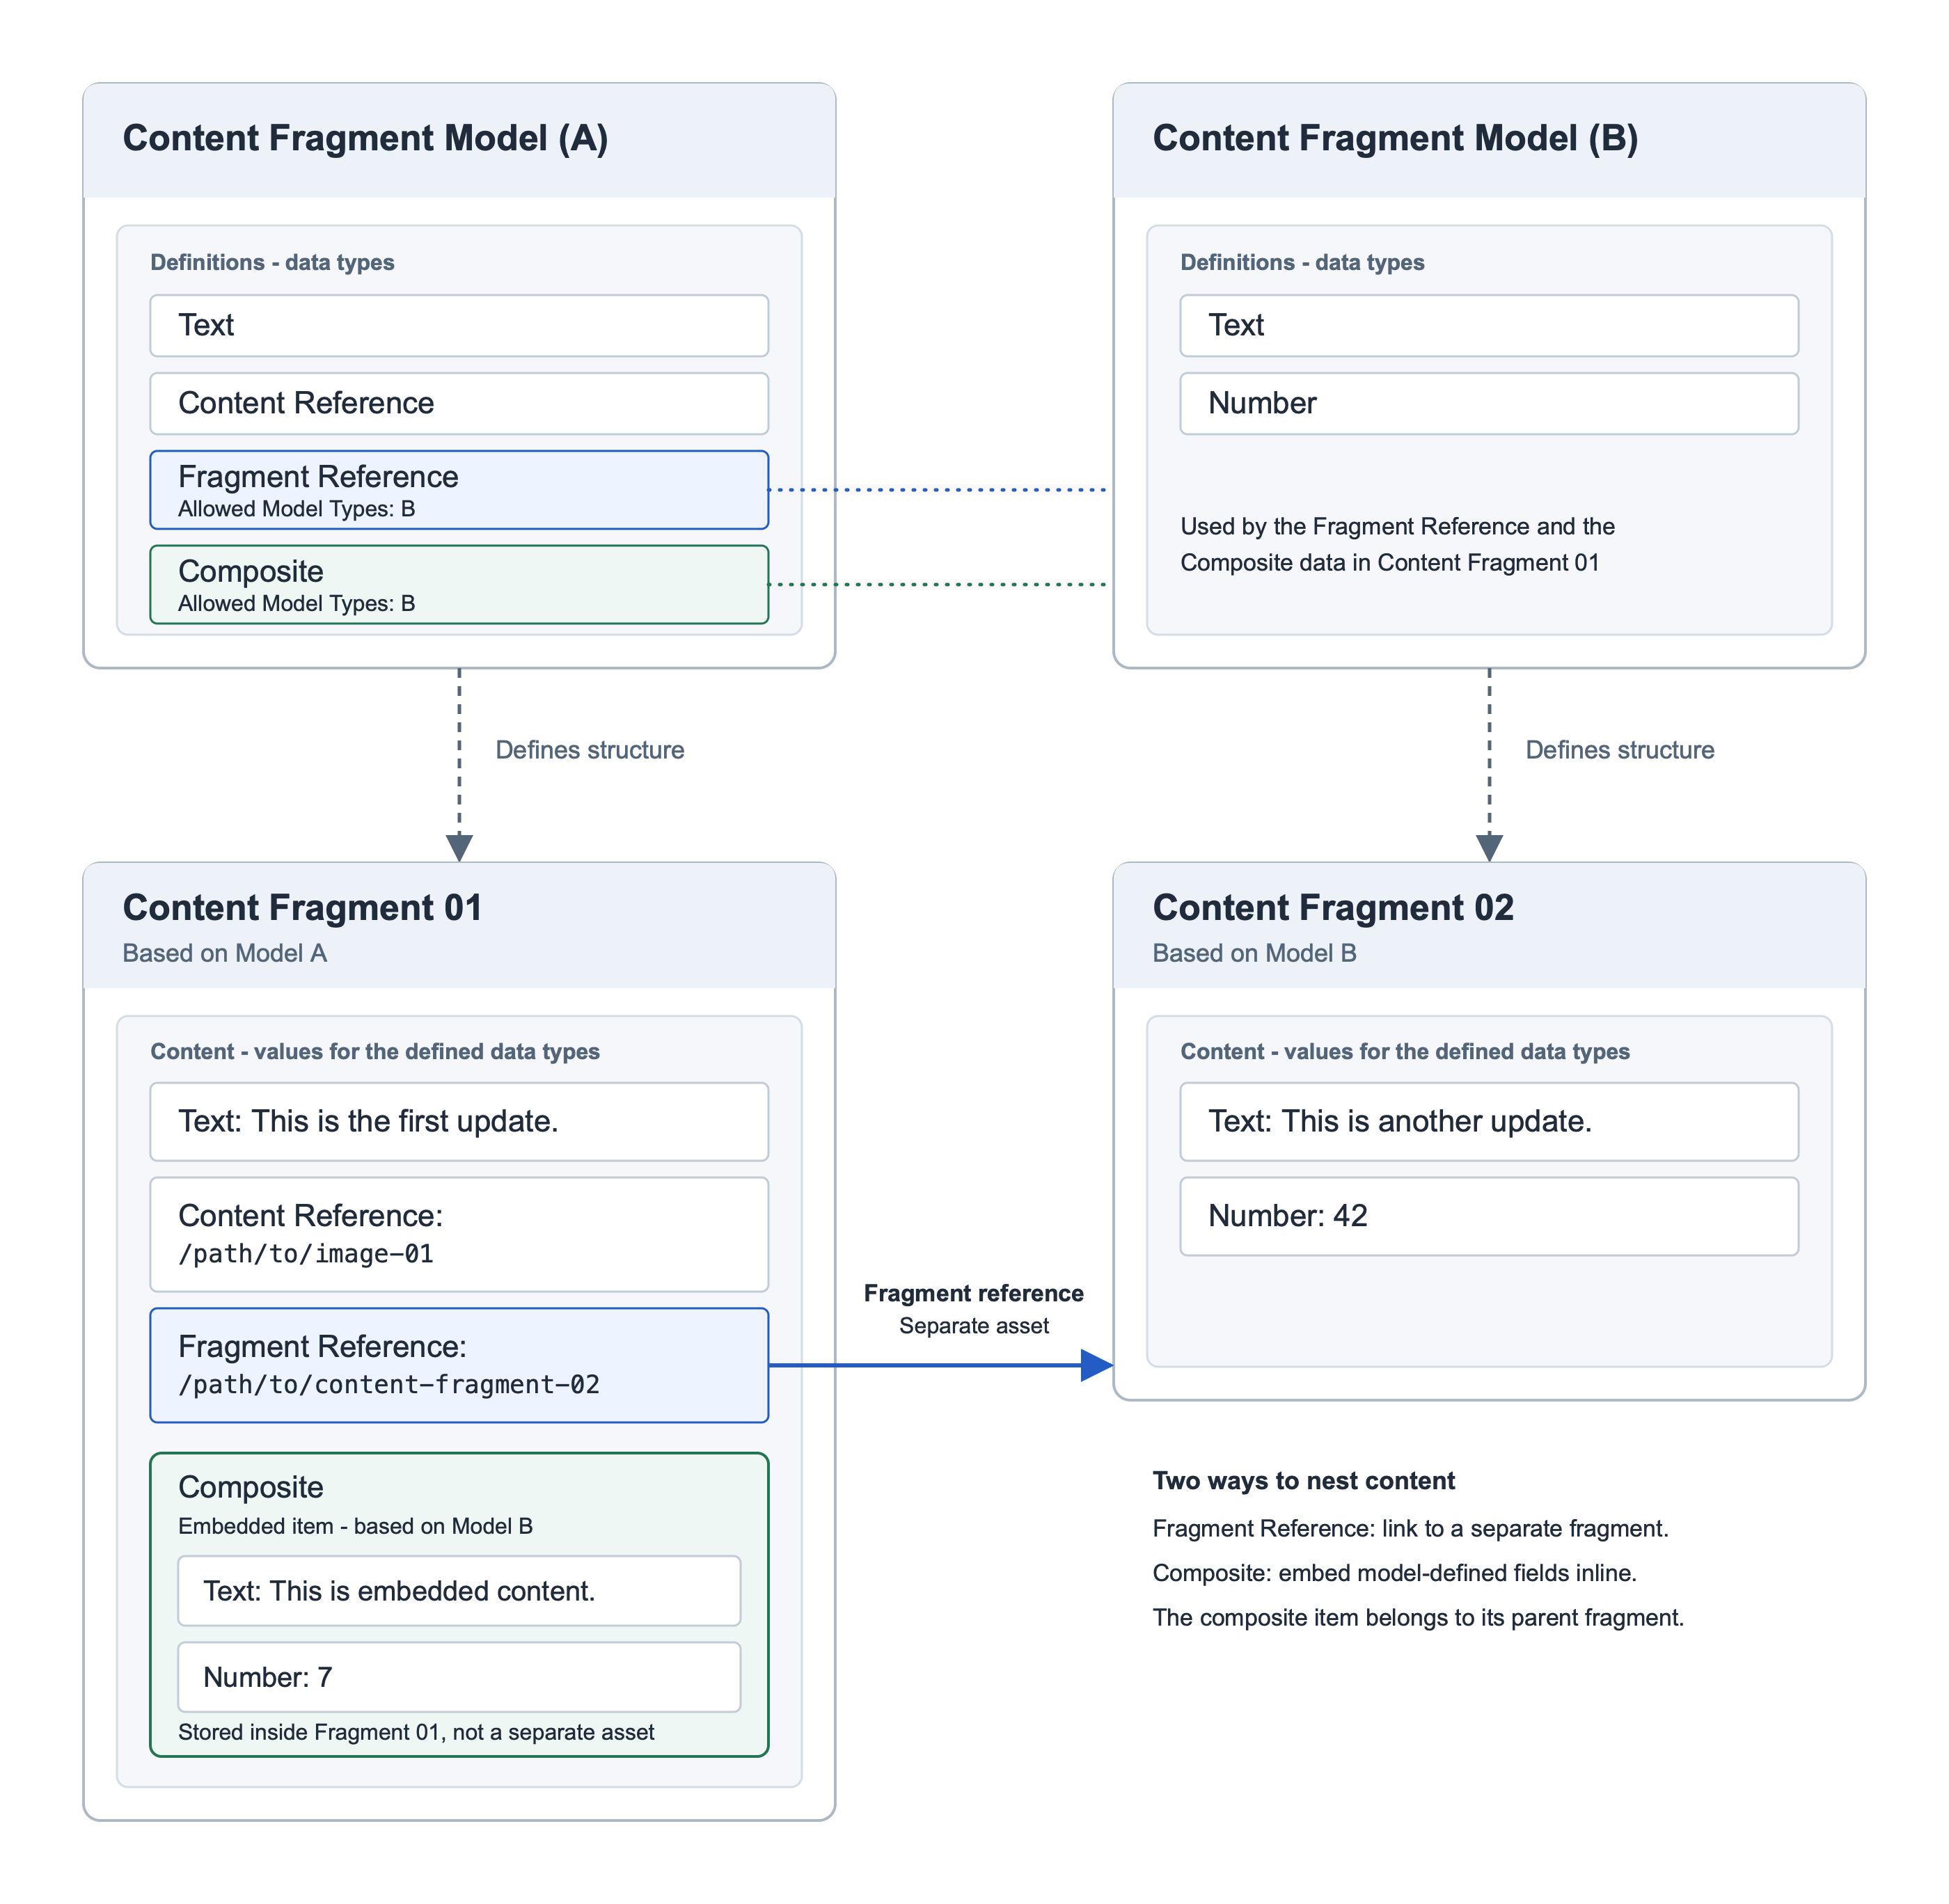 Content Fragment Model (A)
Definitions - data types
Text
Content Reference
Fragment Reference
Allowed Model Types: B
Composite
Allowed Model Types: B
Content Fragment Model (B)
Definitions - data types
Text
Number
Used by the Fragment Reference and the
Composite data in Content Fragment 01
Defines structure
Defines structure
Content Fragment 01
Based on Model A
Content - values for the defined data types
Text: This is the first update.
Content Reference:
/path/to/image-01
Fragment Reference:
/path/to/content-fragment-02
Composite
Embedded item - based on Model B
Text: This is embedded content.
Number: 7
Stored inside Fragment 01, not a separate asset
Fragment reference
Separate asset
Content Fragment 02
Based on Model B
Content - values for the defined data types
Text: This is another update.
Number: 42
Two ways to nest content
Fragment Reference: link to a separate fragment.
Composite: embed model-defined fields inline.
The composite item belongs to its parent fragment.